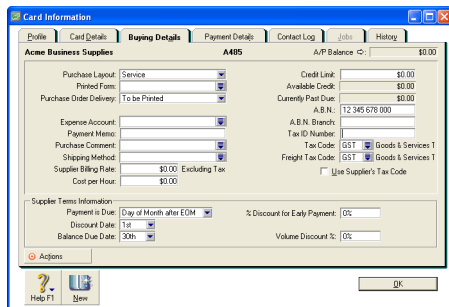 Card Information
Profile Card Details Buying Details Payment Details Contact Log Jobs History
Acme Business Supplies A485 A/P Balance $0.00
Purchase Layout: Service Credit Limit: $0.00
Printed Form: Available Credit: $0.00
Purchase Order Delivery: To be Printed Currently Past Due: $0.00
A.B.N.: 12 345 678 000
Expense Account: A.B.N. Branch:
Payment Memo: Tax ID Number:
Purchase Comment: Tax Code: GST Goods & Services T
Shipping Method: Freight Tax Code: GST Goods & Services T
Supplier Billing Rate: $0.00 Excluding Tax Use Supplier's Tax Code
Cost per Hour: $0.00
Supplier Terms Information
Payment is Due: Day of Month after EOM % Discount for Early Payment: 0%
Discount Date: 1st
Balance Due Date: 30th Volume Discount %: 0%
Actions
Help F1 New OK